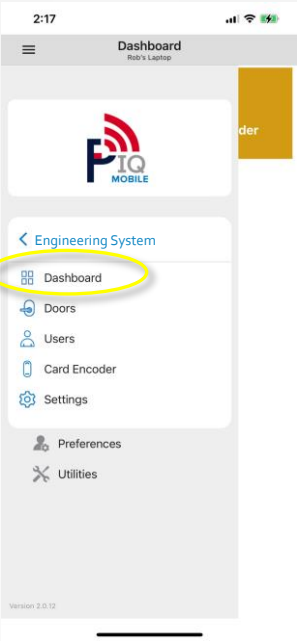 2:17
Dashboard
Rob's Laptop
der
PIQ
MOBILE
Engineering System
Dashboard
Doors
Users
Card Encoder
Settings
Preferences
Utilities
Version 2.0.12